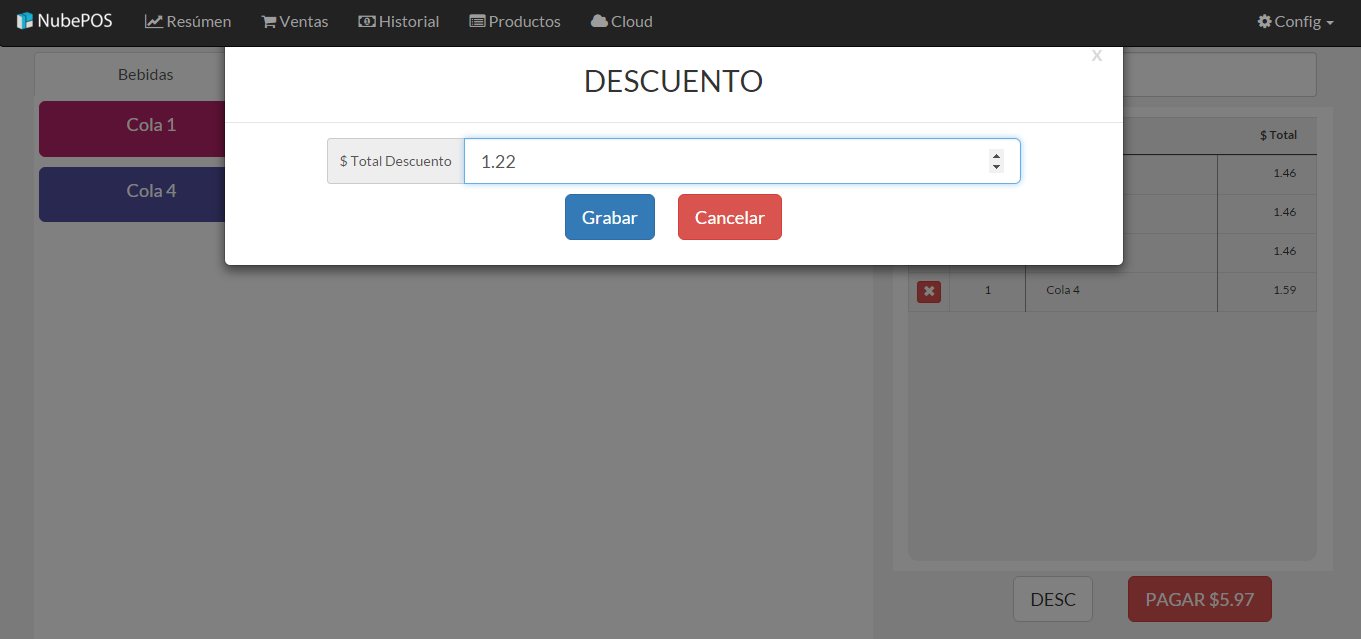 NubePOS Resúmen Ventas Historial Productos Cloud Config
Bebidas
X
DESCUENTO
Cola 1
$ Total Descuento 1.22
Grabar Cancelar
Cola 4
$ Total
1.46
1.46
1.46
1 Cola 4 1.59
DESC PAGAR $5.97